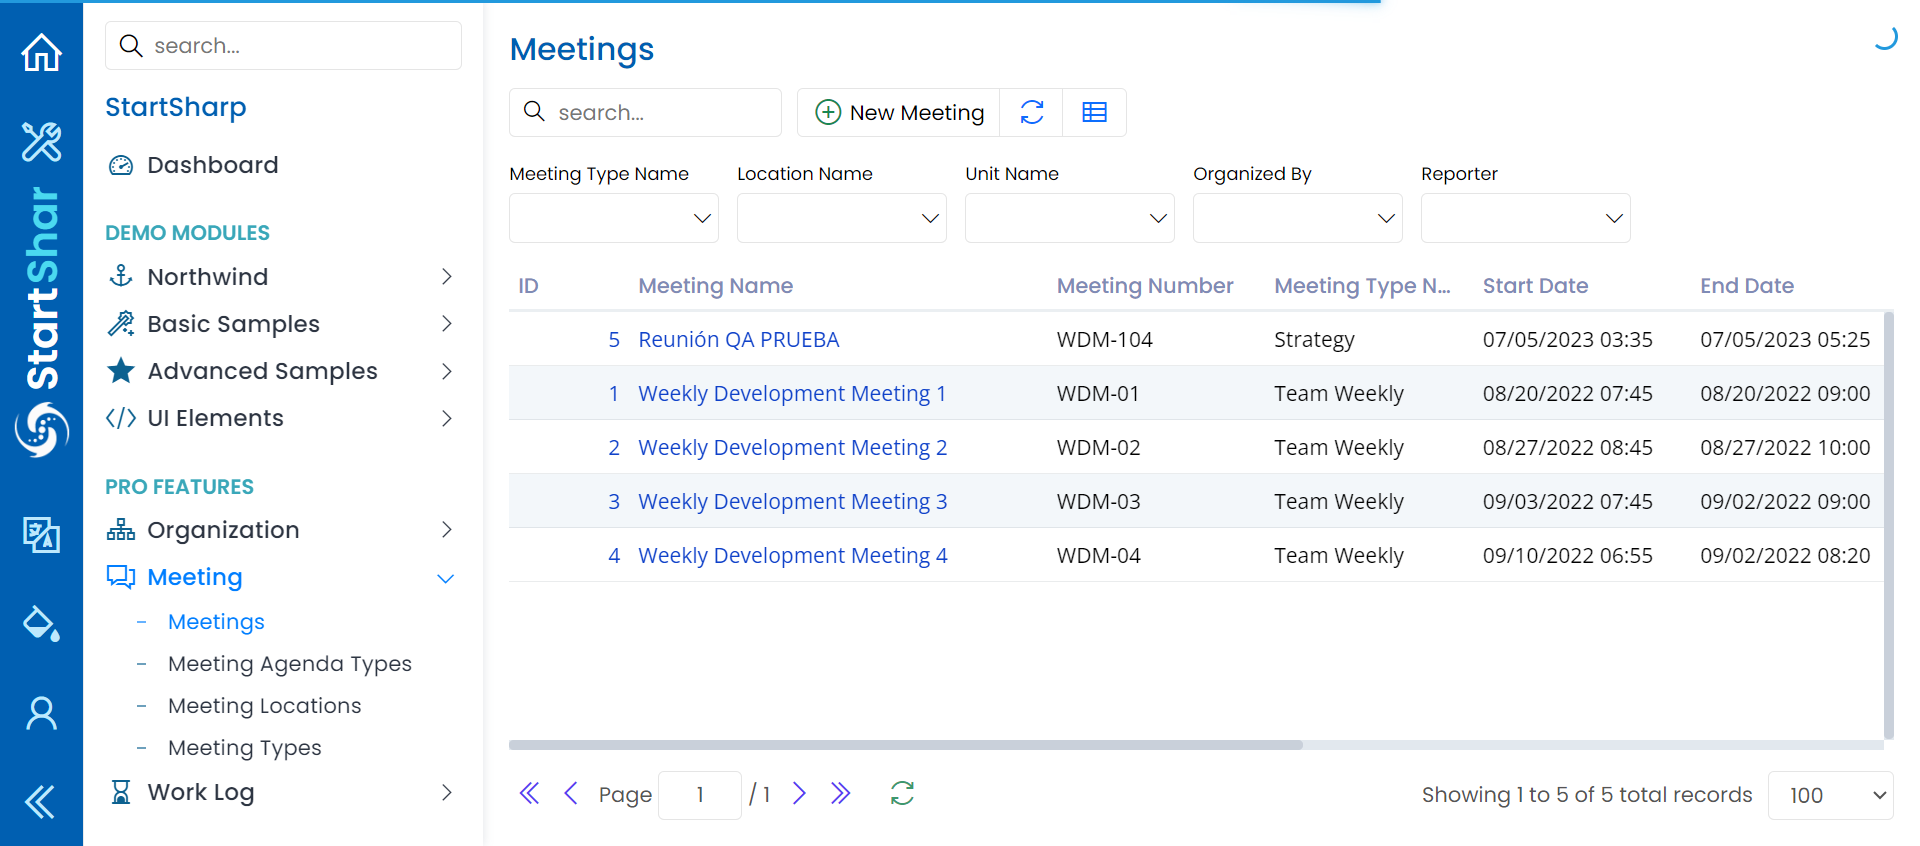 StartShar
search...
StartSharp
Dashboard
DEMO MODULES
Northwind
Basic Samples
Advanced Samples
UI Elements
PRO FEATURES
Organization
Meeting
- Meetings
- Meeting Agenda Types
- Meeting Locations
- Meeting Types
Work Log
Meetings
search...
New Meeting
Meeting Type Name Location Name Unit Name Organized By Reporter
ID Meeting Name Meeting Number Meeting Type N... Start Date End Date
5 Reunión QA PRUEBA WDM-104 Strategy 07/05/2023 03:35 07/05/2023 05:25
1 Weekly Development Meeting 1 WDM-01 Team Weekly 08/20/2022 07:45 08/20/2022 09:00
2 Weekly Development Meeting 2 WDM-02 Team Weekly 08/27/2022 08:45 08/27/2022 10:00
3 Weekly Development Meeting 3 WDM-03 Team Weekly 09/03/2022 07:45 09/02/2022 09:00
4 Weekly Development Meeting 4 WDM-04 Team Weekly 09/10/2022 06:55 09/02/2022 08:20
Page 1 / 1 Showing 1 to 5 of 5 total records 100